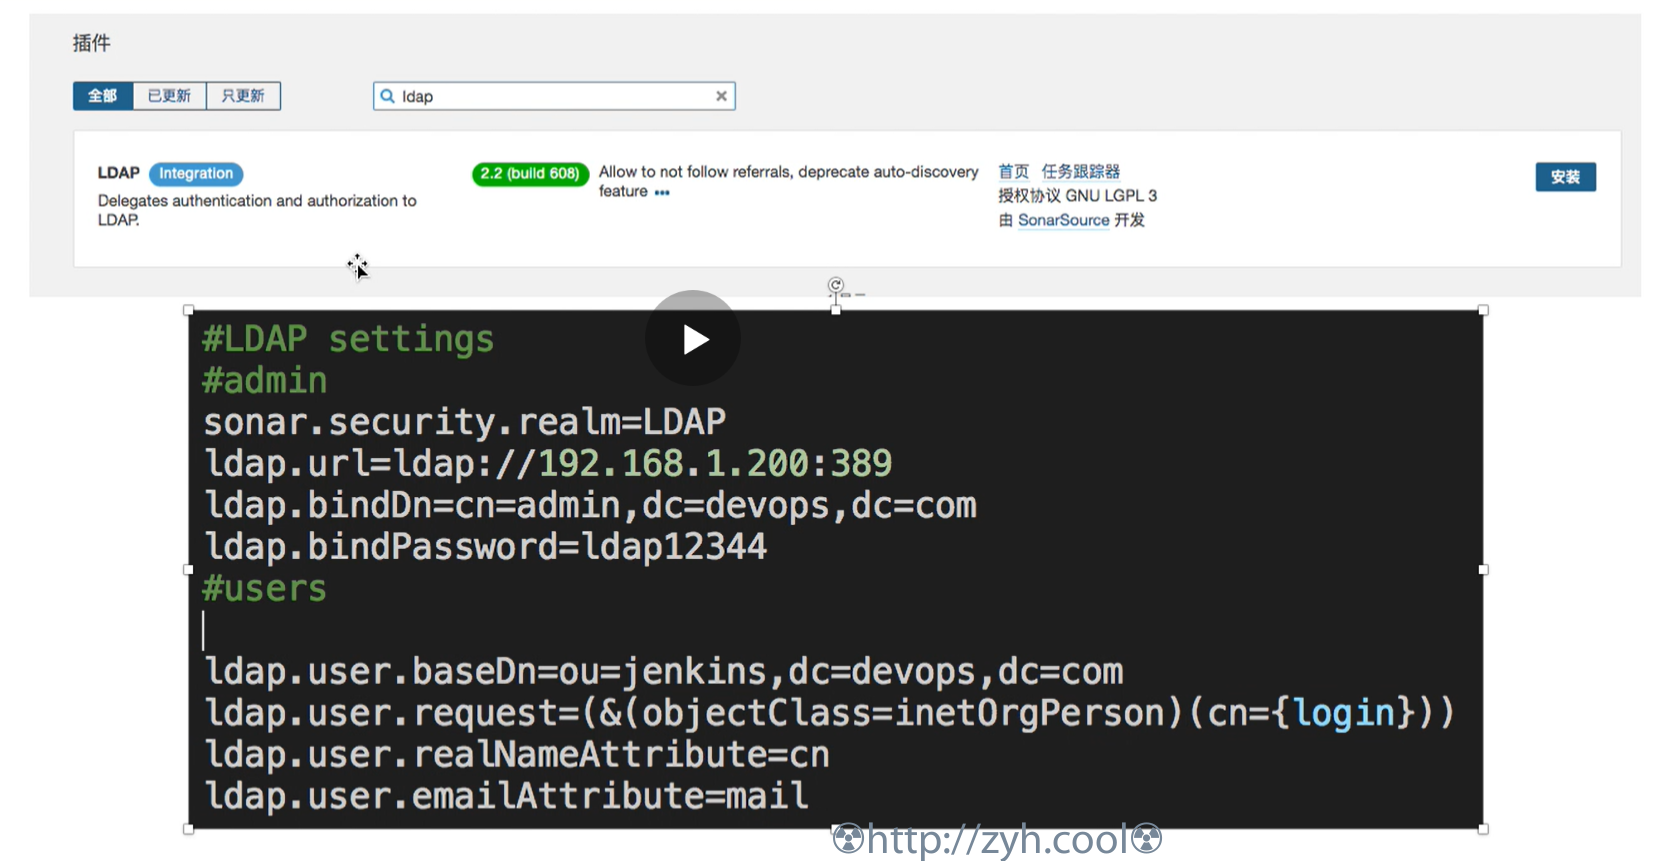 插件
全部 已更新 只更新 ldap
LDAP Integration
Delegates authentication and authorization to
LDAP.
2.2 (build 608) Allow to not follow referrals, deprecate auto-discovery
feature •••
首页 任务跟踪器
授权协议 GNU LGPL 3
由 SonarSource 开发
安装
#LDAP settings
#admin
sonar.security.realm=LDAP
ldap.url=ldap://192.168.1.200:389
ldap.bindDn=cn=admin,dc=devops,dc=com
ldap.bindPassword=ldap12344
#users
ldap.user.baseDn=ou=jenkins,dc=devops,dc=com
ldap.user.request=(&(objectClass=inetOrgPerson)(cn={login}))
ldap.user.realNameAttribute=cn
ldap.user.emailAttribute=mail
☢http://zyh.cool☢